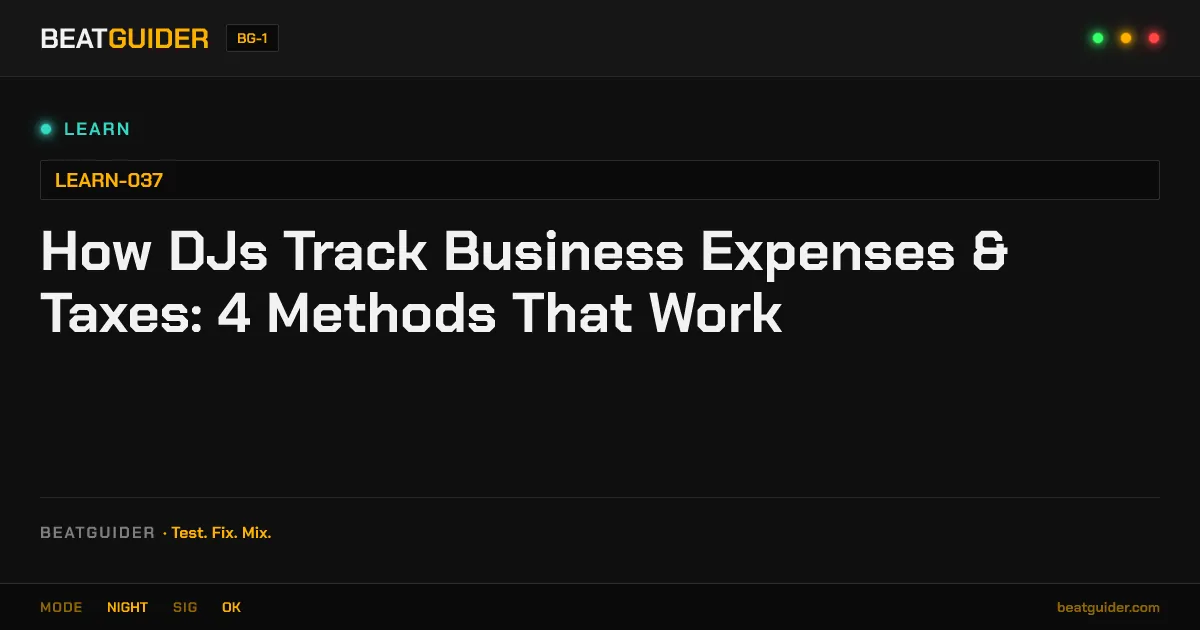 BEATGUIDER BG-1
LEARN
LEARN-037
How DJs Track Business Expenses &
Taxes: 4 Methods That Work
BEATGUIDER · Test. Fix. Mix.
MODE NIGHT SIG OK beatguider.com